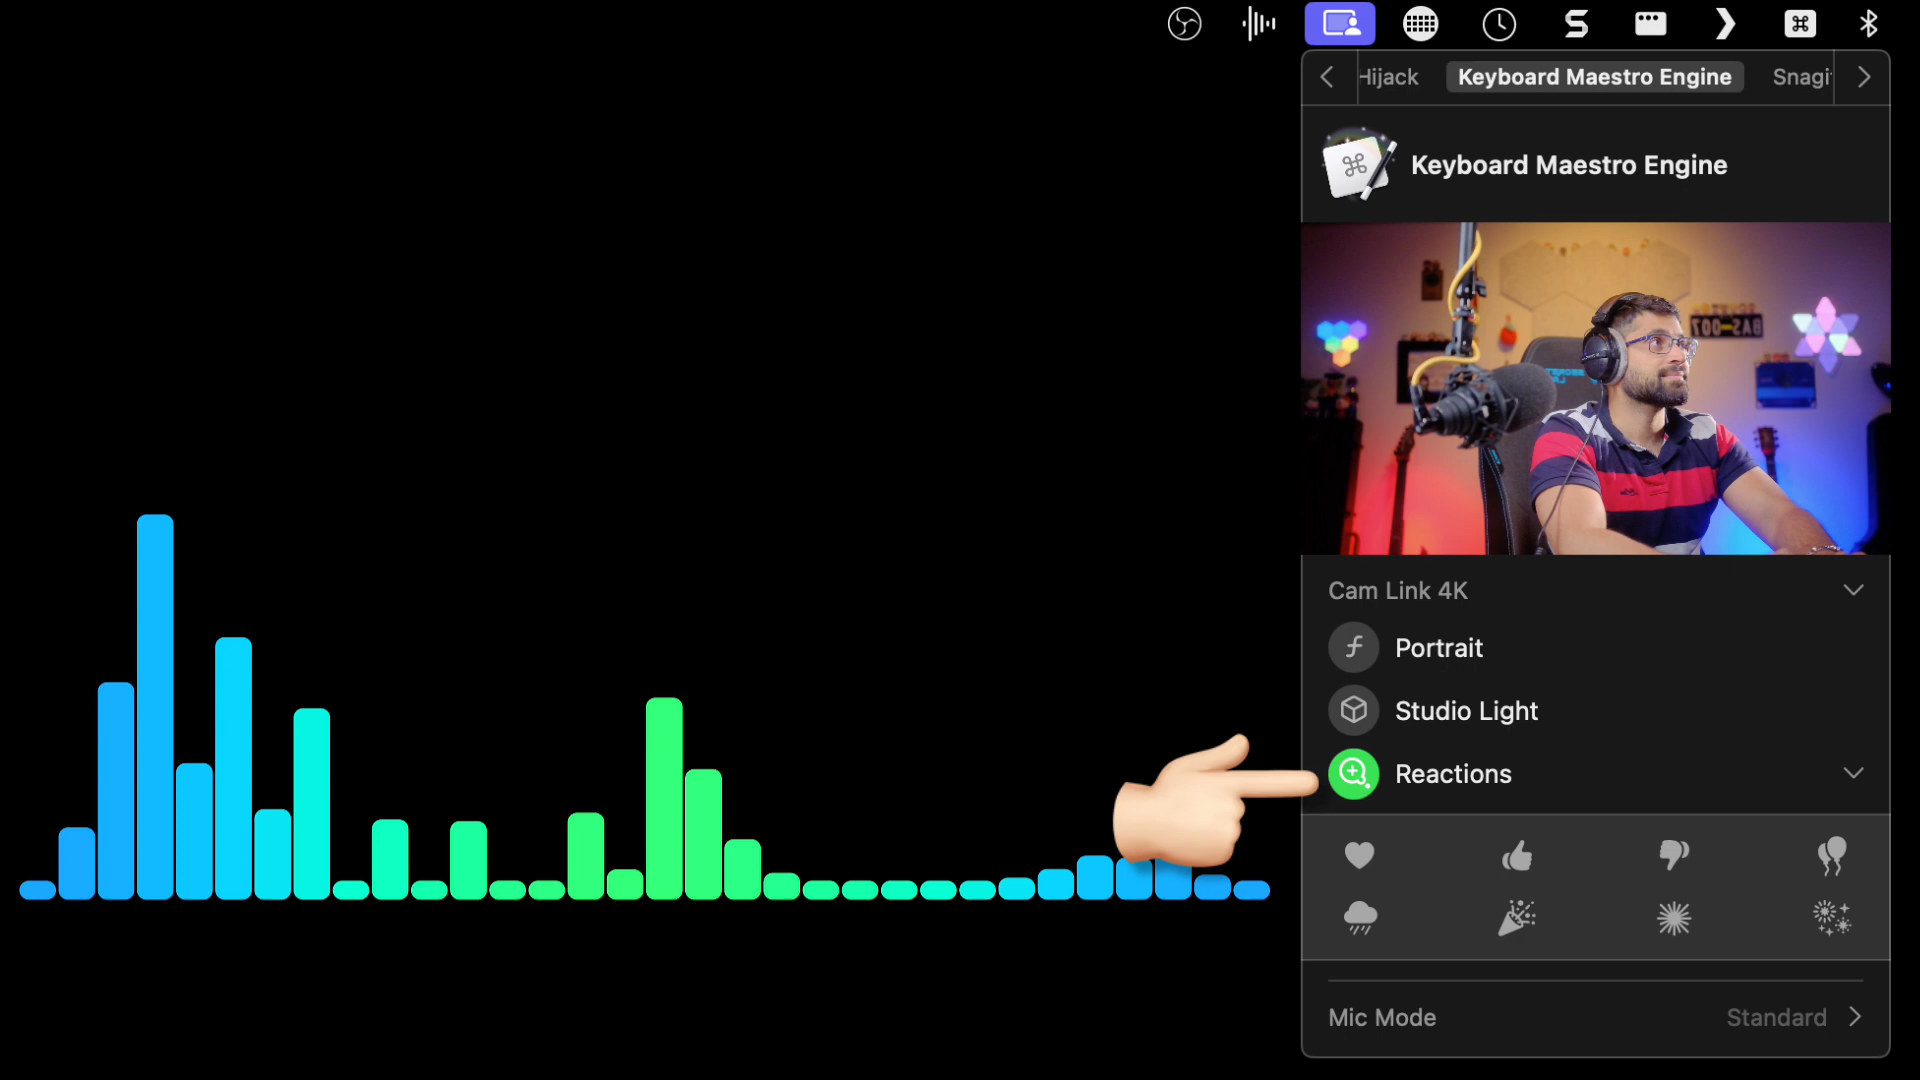 Hijack
Keyboard Maestro Engine
Snagi
Keyboard Maestro Engine
Cam Link 4K
Portrait
Studio Light
Reactions
Mic Mode
Standard